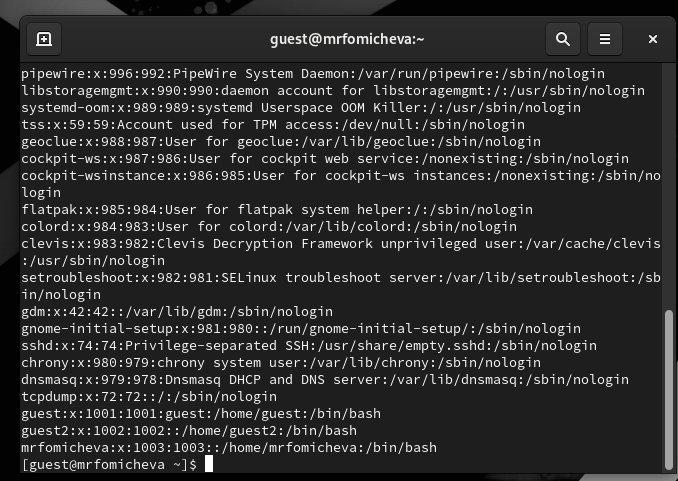 guest@mrfomicheva:~
pipewire:x:996:992:PipeWire System Daemon:/var/run/pipewire:/sbin/nologin
libstoragemgmt:x:990:990:daemon account for libstoragemgmt:/:/usr/sbin/nologin
systemd-oom:x:989:989:systemd Userspace OOM Killer:/:/usr/sbin/nologin
tss:x:59:59:Account used for TPM access:/dev/null:/sbin/nologin
geoclue:x:988:987:User for geoclue:/var/lib/geoclue:/sbin/nologin
cockpit-ws:x:987:986:User for cockpit web service:/nonexisting:/sbin/nologin
cockpit-wsinstance:x:986:985:User for cockpit-ws instances:/nonexisting:/sbin/no
login
flatpak:x:985:984:User for flatpak system helper:/:/sbin/nologin
colord:x:984:983:User for colord:/var/lib/colord:/sbin/nologin
clevis:x:983:982:Clevis Decryption Framework unprivileged user:/var/cache/clevis
:/usr/sbin/nologin
setroubleshoot:x:982:981:SELinux troubleshoot server:/var/lib/setroubleshoot:/sb
in/nologin
gdm:x:42:42::/var/lib/gdm:/sbin/nologin
gnome-initial-setup:x:981:980::/run/gnome-initial-setup/:/sbin/nologin
sshd:x:74:74:Privilege-separated SSH:/usr/share/empty.sshd:/sbin/nologin
chrony:x:980:979:chrony system user:/var/lib/chrony:/sbin/nologin
dnsmasq:x:979:978:Dnsmasq DHCP and DNS server:/var/lib/dnsmasq:/sbin/nologin
tcpdump:x:72:72::/:/sbin/nologin
guest:x:1001:1001:guest:/home/guest:/bin/bash
guest2:x:1002:1002::/home/guest2:/bin/bash
mrfomicheva:x:1003:1003::/home/mrfomicheva:/bin/bash
[guest@mrfomicheva ~]$